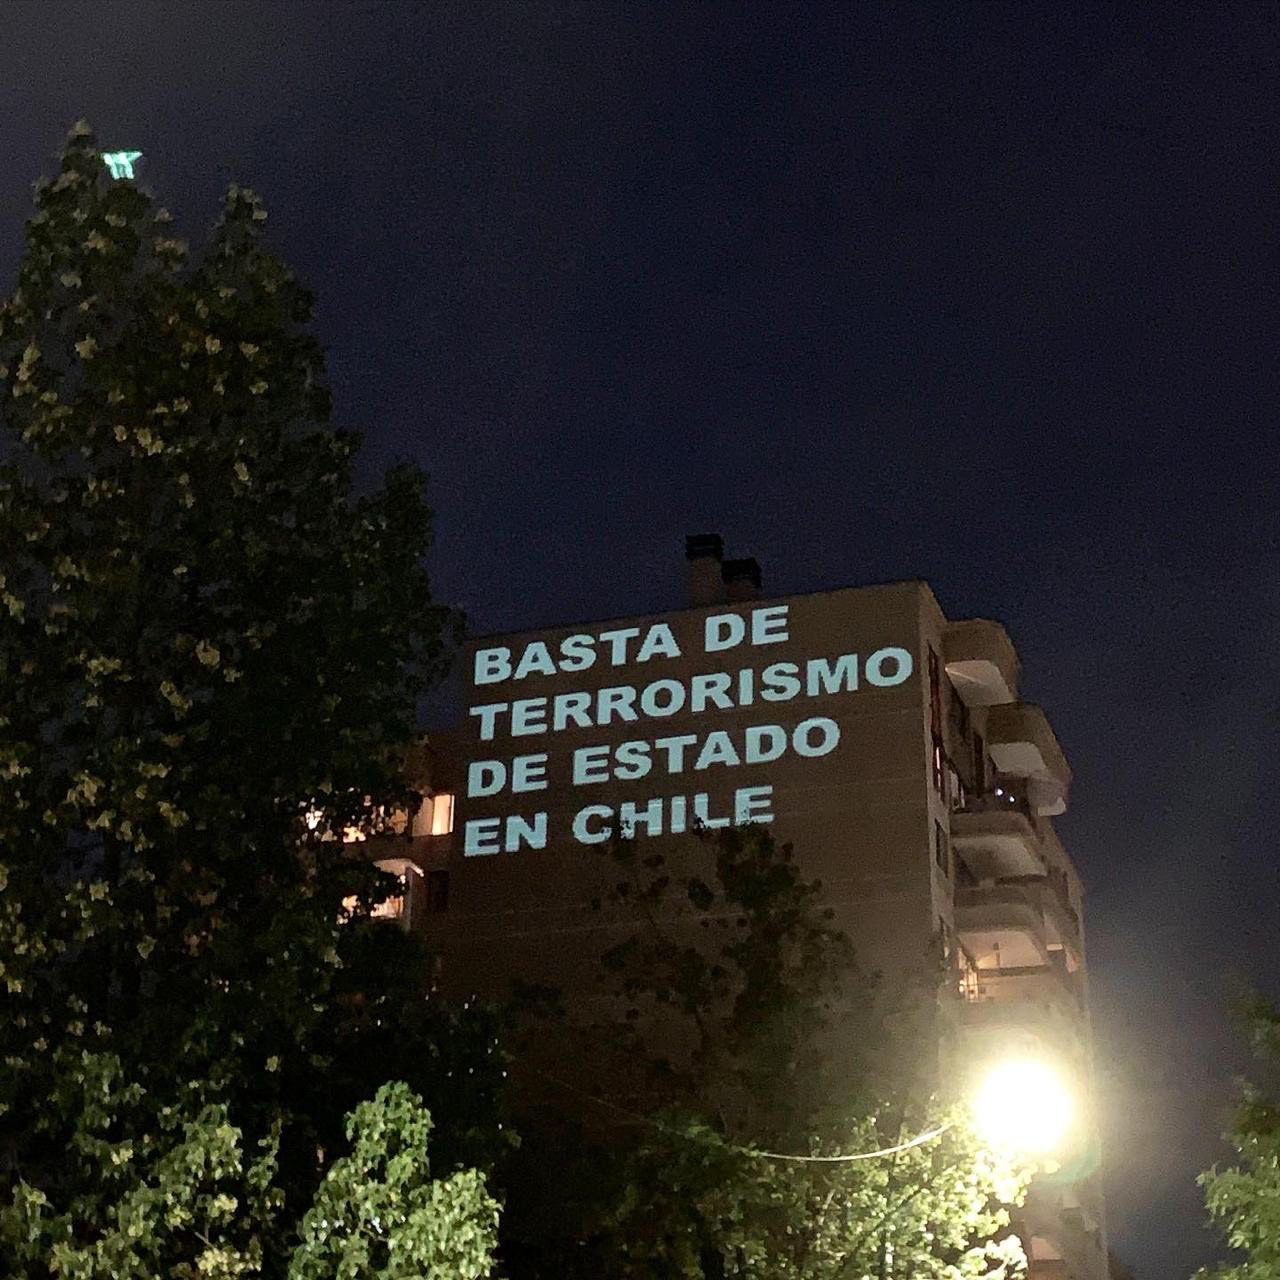 BASTA DE
TERRORISMO
DE ESTADO
EN CHILE